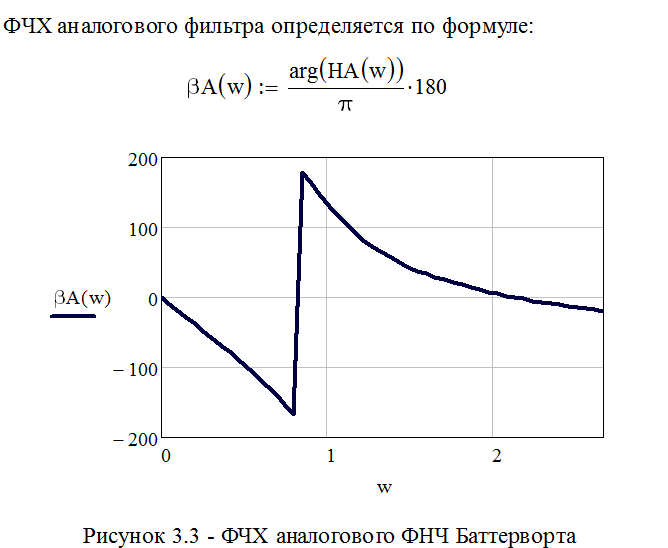 ФЧХ аналогового фильтра определяется по формуле:
βA(w) := arg(HA(w)) / π · 180
200
100
0
− 100
− 200
βA(w)
0 1 2
w
Рисунок 3.3 - ФЧХ аналогового ФНЧ Баттерворта